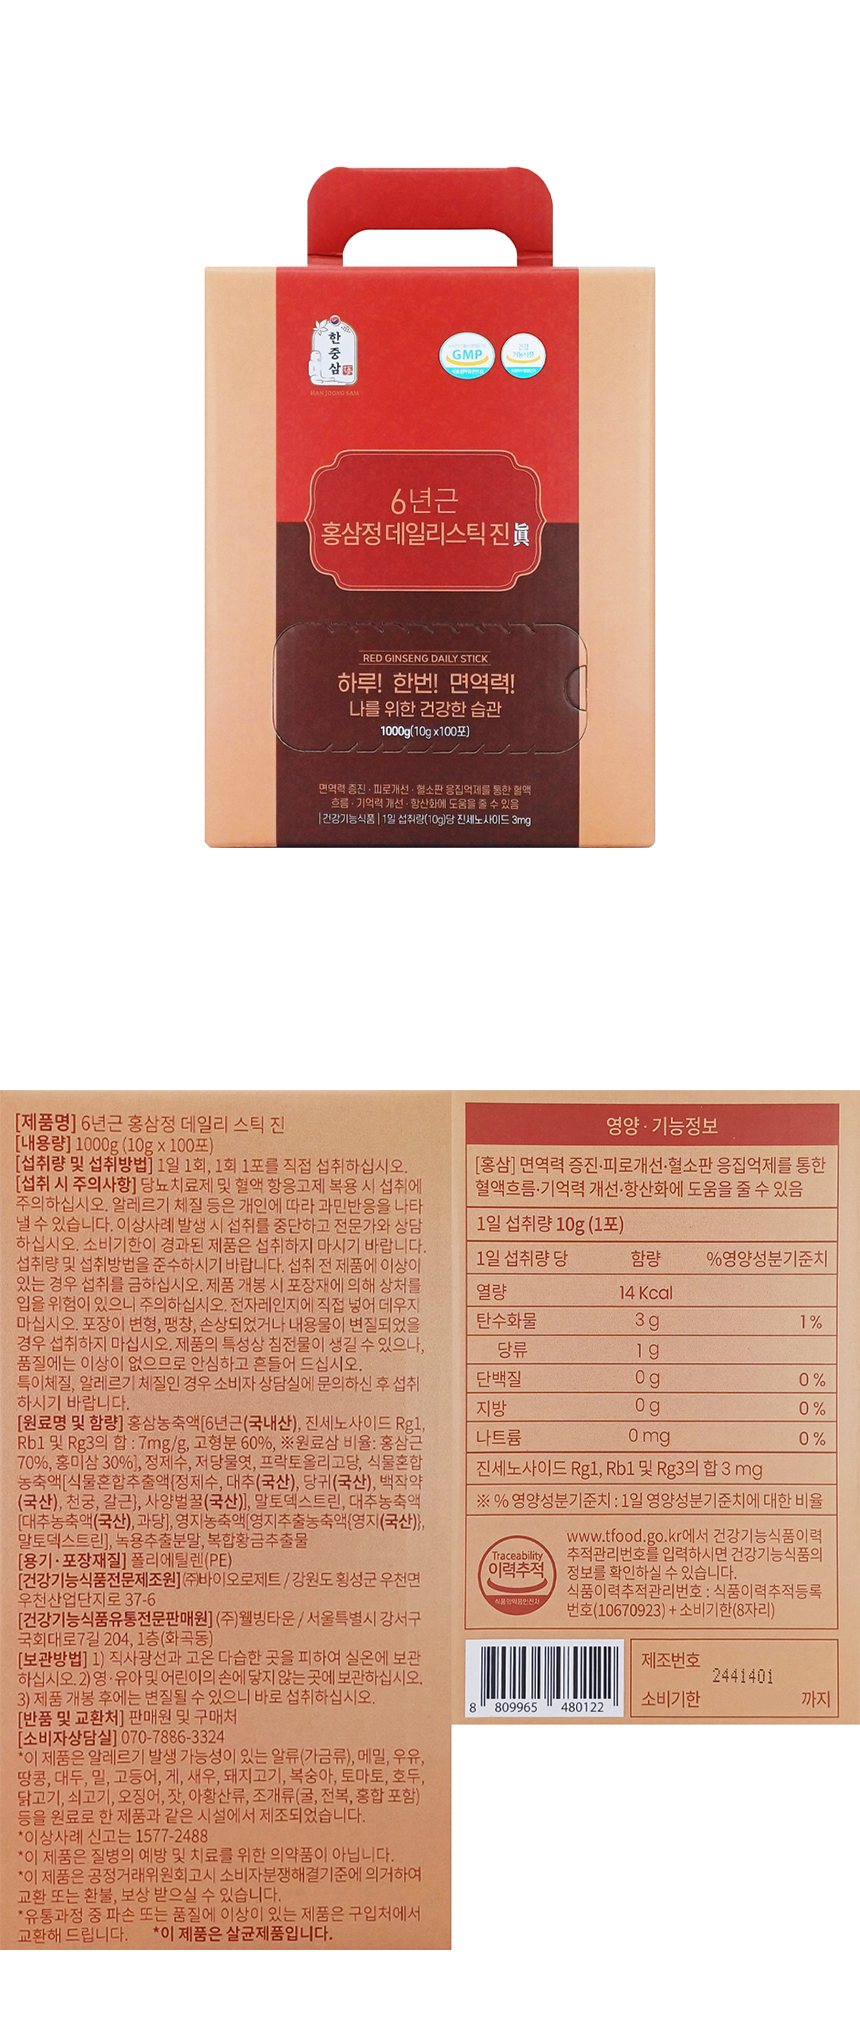 한중삼
HAN JOONG SAM
GMP
건강
기능식품
6년근
홍삼정 데일리스틱 진 眞
RED GINSENG DAILY STICK
하루! 한번! 면역력!
나를 위한 건강한 습관
1000g(10g x100포)
면역력 증진 · 피로개선 · 혈소판 응집억제를 통한 혈액
흐름 · 기억력 개선 · 항산화에 도움을 줄 수 있음
|건강기능식품| 1일 섭취량(10g)당 진세노사이드 3mg
[제품명] 6년근 홍삼정 데일리 스틱 진
[내용량] 1000g (10g x 100포)
[섭취량 및 섭취방법] 1일 1회, 1회 1포를 직접 섭취하십시오.
[섭취 시 주의사항] 당뇨치료제 및 혈액 항응고제 복용 시 섭취에
주의하십시오. 알레르기 체질 등은 개인에 따라 과민반응을 나타
낼 수 있습니다. 이상사례 발생 시 섭취를 중단하고 전문가와 상담
하십시오. 소비기한이 경과된 제품은 섭취하지 마시기 바랍니다.
섭취량 및 섭취방법을 준수하시기 바랍니다. 섭취 전 제품에 이상이
있는 경우 섭취를 금하십시오. 제품 개봉 시 포장재에 의해 상처를
입을 위험이 있으니 주의하십시오. 전자레인지에 직접 넣어 데우지
마십시오. 포장이 변형, 팽창, 손상되었거나 내용물이 변질되었을
경우 섭취하지 마십시오. 제품의 특성상 침전물이 생길 수 있으나,
품질에는 이상이 없으므로 안심하고 흔들어 드십시오.
특이체질, 알레르기 체질인 경우 소비자 상담실에 문의하신 후 섭취
하시기 바랍니다.
[원료명 및 함량] 홍삼농축액[6년근(국내산), 진세노사이드 Rg1,
Rb1 및 Rg3의 합 : 7mg/g, 고형분 60%, ※원료삼 비율: 홍삼근
70%, 홍미삼 30%], 정제수, 저당물엿, 프락토올리고당, 식물혼합
농축액[식물혼합추출액{정제수, 대추(국산), 당귀(국산), 백작약
(국산), 천궁, 갈근}, 사양벌꿀(국산)], 말토덱스트린, 대추농축액
[대추농축액(국산), 과당], 영지농축액[영지추출농축액{영지(국산)},
말토덱스트린], 녹용추출분말, 복합황금추출물
[용기 · 포장재질] 폴리에틸렌(PE)
[건강기능식품전문제조원] ㈜바이오로제트 / 강원도 횡성군 우천면
우천산업단지로 37-6
[건강기능식품유통전문판매원] (주)웰빙타운 / 서울특별시 강서구
국회대로7길 204, 1층(화곡동)
[보관방법] 1) 직사광선과 고온 다습한 곳을 피하여 실온에 보관
하십시오. 2) 영 · 유아 및 어린이의 손에 닿지 않는 곳에 보관하십시오.
3) 제품 개봉 후에는 변질될 수 있으니 바로 섭취하십시오.
[반품 및 교환처] 판매원 및 구매처
[소비자상담실] 070-7886-3324
*이 제품은 알레르기 발생 가능성이 있는 알류(가금류), 메밀, 우유,
땅콩, 대두, 밀, 고등어, 게, 새우, 돼지고기, 복숭아, 토마토, 호두,
닭고기, 쇠고기, 오징어, 잣, 아황산류, 조개류(굴, 전복, 홍합 포함)
등을 원료로 한 제품과 같은 시설에서 제조되었습니다.
*이상사례 신고는 1577-2488
*이 제품은 질병의 예방 및 치료를 위한 의약품이 아닙니다.
*이 제품은 공정거래위원회고시 소비자분쟁해결기준에 의거하여
교환 또는 환불, 보상 받으실 수 있습니다.
*유통과정 중 파손 또는 품질에 이상이 있는 제품은 구입처에서
교환해 드립니다. *이 제품은 살균제품입니다.
영양 · 기능정보
[홍삼] 면역력 증진·피로개선·혈소판 응집억제를 통한
혈액흐름·기억력 개선·항산화에 도움을 줄 수 있음
1일 섭취량 10g (1포)
1일 섭취량 당 함량 %영양성분기준치
열량 14 Kcal
탄수화물 3 g 1 %
당류 1 g
단백질 0 g 0 %
지방 0 g 0 %
나트륨 0 mg 0 %
진세노사이드 Rg1, Rb1 및 Rg3의 합 3 mg
※ % 영양성분기준치 : 1일 영양성분기준치에 대한 비율
Traceability
이력추적
식품의약품안전처
www.tfood.go.kr에서 건강기능식품이력
추적관리번호를 입력하시면 건강기능식품의
정보를 확인하실 수 있습니다.
식품이력추적관리번호 : 식품이력추적등록
번호(10670923) + 소비기한(8자리)
8 809965 480122
제조번호
2441401
소비기한 까지